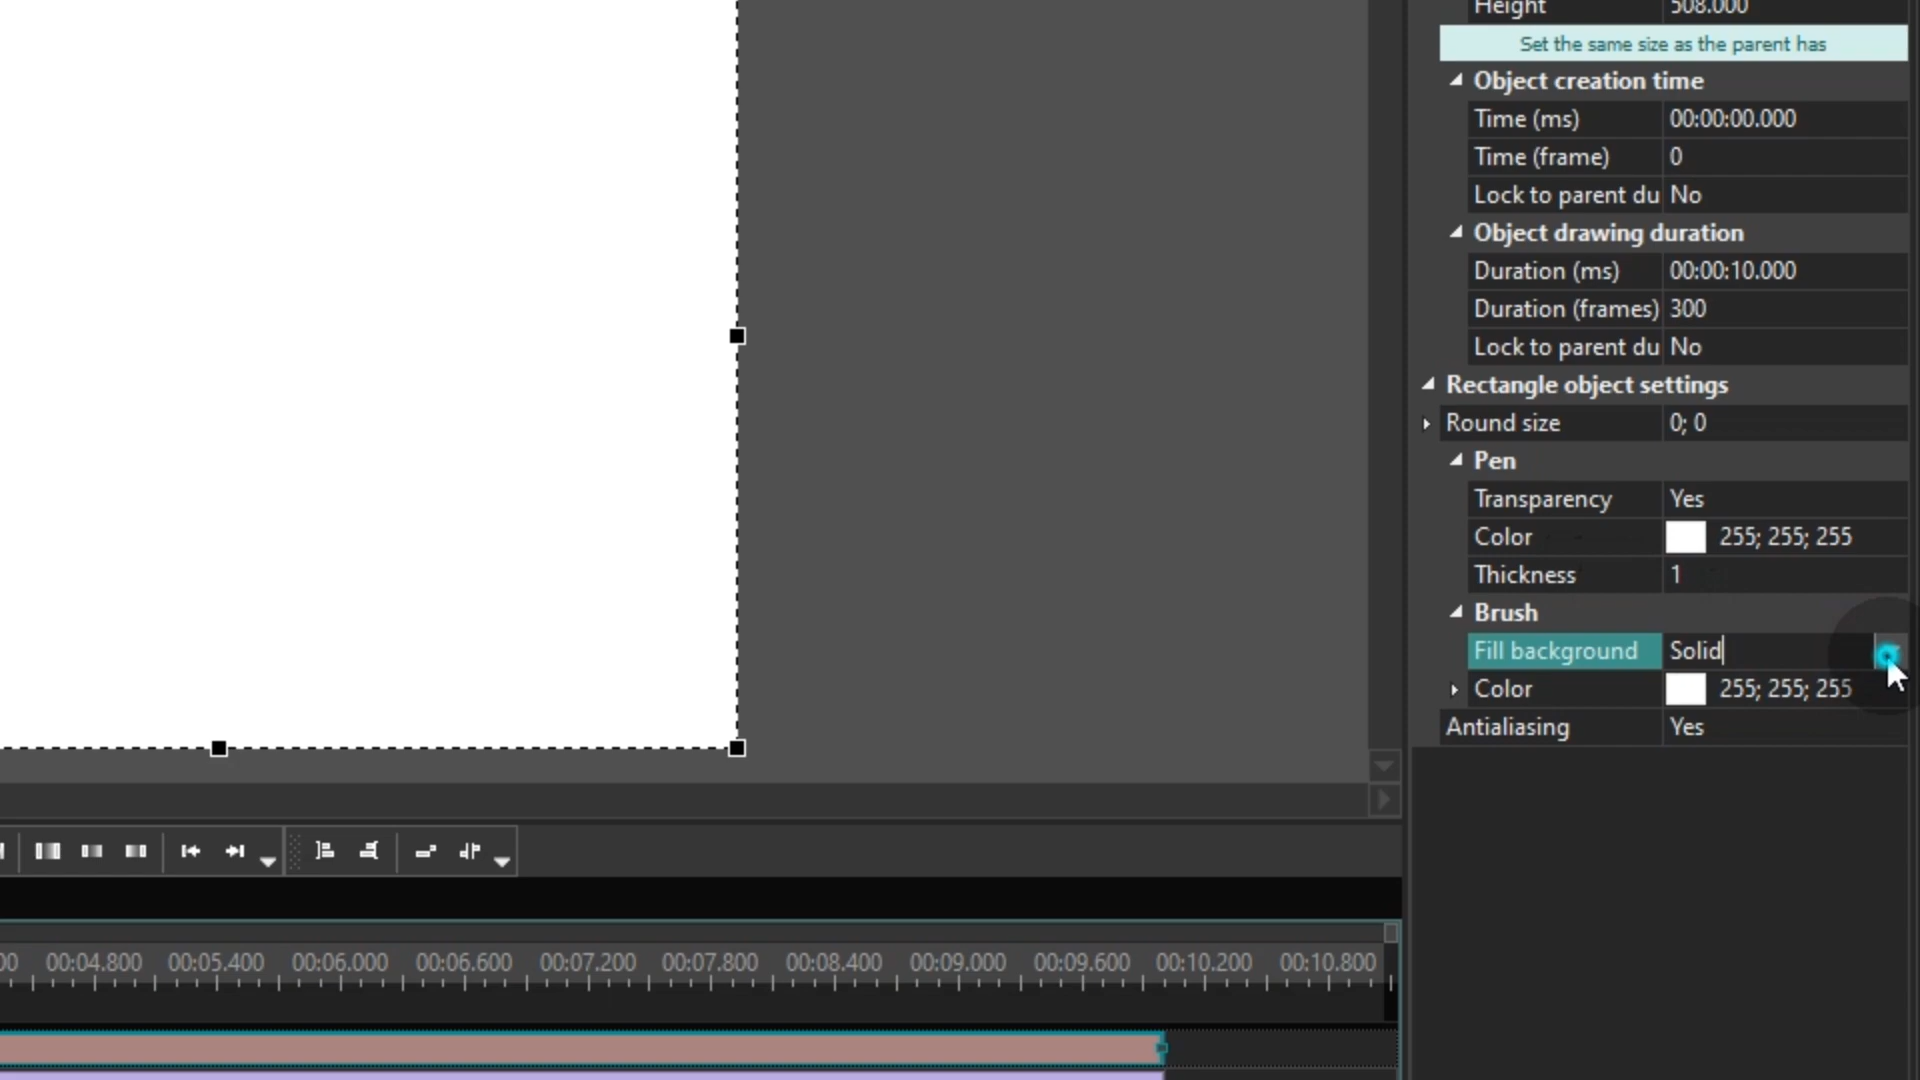 Height 508.000
Set the same size as the parent has
Object creation time
Time (ms) 00:00:00.000
Time (frame) 0
Lock to parent du No
Object drawing duration
Duration (ms) 00:00:10.000
Duration (frames) 300
Lock to parent du No
Rectangle object settings
Round size 0; 0
Pen
Transparency Yes
Color 255; 255; 255
Thickness 1
Brush
Fill background Solid
Color 255; 255; 255
Antialiasing Yes
00 00:04.800 00:05.400 00:06.000 00:06.600 00:07.200 00:07.800 00:08.400 00:09.000 00:09.600 00:10.200 00:10.800